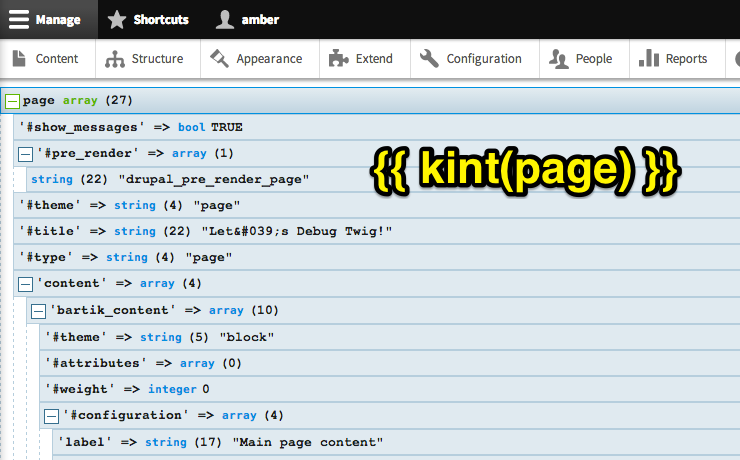 Manage Shortcuts amber
Content Structure Appearance Extend Configuration People Reports
page array (27)
'#show_messages' => bool TRUE
'#pre_render' => array (1)
string (22) "drupal_pre_render_page"
{{ kint(page) }}
'#theme' => string (4) "page"
'#title' => string (22) "Let&#039;s Debug Twig!"
'#type' => string (4) "page"
'content' => array (4)
'bartik_content' => array (10)
'#theme' => string (5) "block"
'#attributes' => array (0)
'#weight' => integer 0
'#configuration' => array (4)
'label' => string (17) "Main page content"